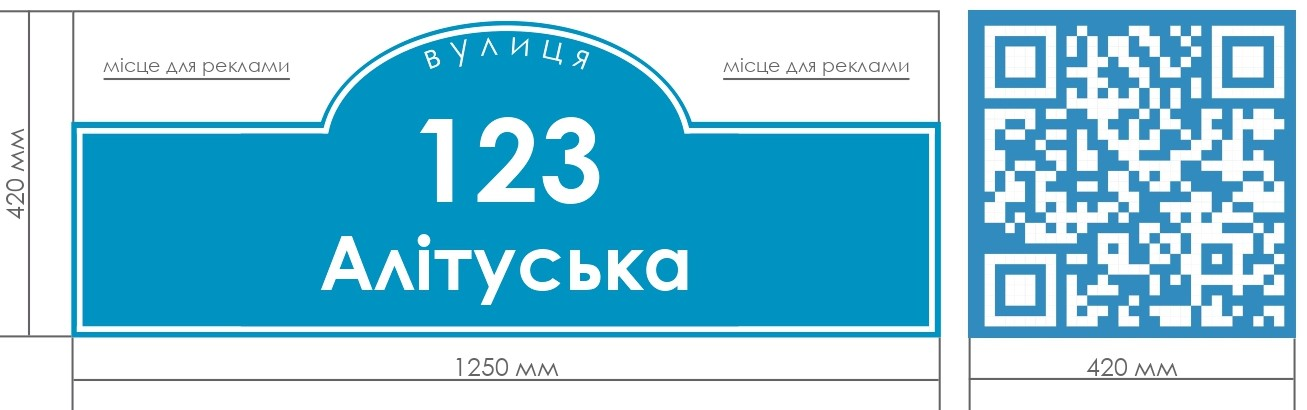 вулиця
місце для реклами
місце для реклами
123
Алітуська
420 мм
1250 мм
420 мм